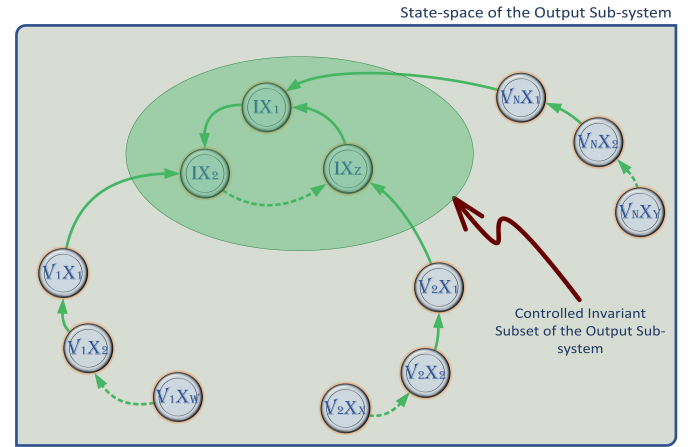 State-space of the Output Sub-system
IX1
VNX1
VNX2
IX2
IXZ
VNXY
V1X1
V2X1
Controlled Invariant
Subset of the Output Sub-
system
V1X2
V2X2
V1XW
V2XX